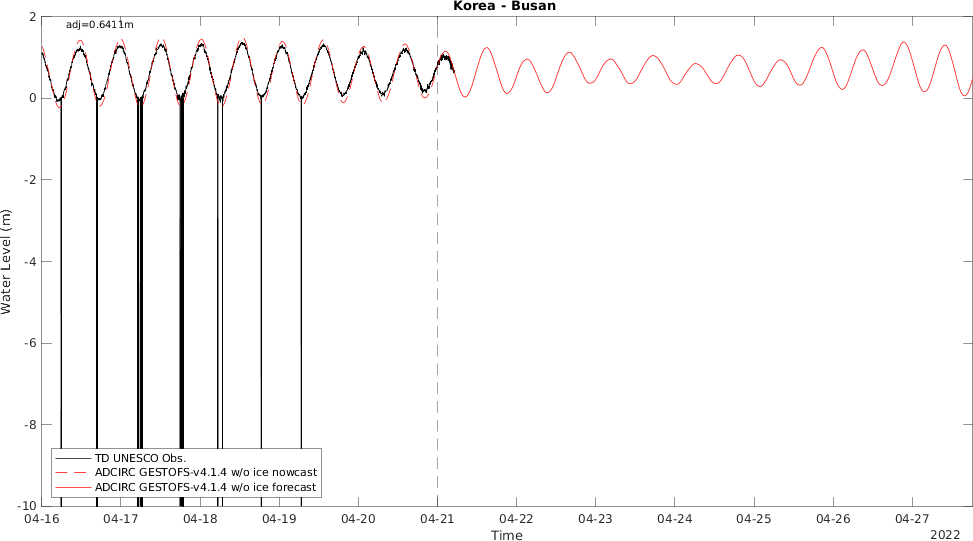 Korea - Busan
adj=0.6411m
2
0
-2
-4
-6
-8
-10
Water Level (m)
TD UNESCO Obs.
ADCIRC GESTOFS-v4.1.4 w/o ice nowcast
ADCIRC GESTOFS-v4.1.4 w/o ice forecast
04-16 04-17 04-18 04-19 04-20 04-21 04-22 04-23 04-24 04-25 04-26 04-27
Time
2022